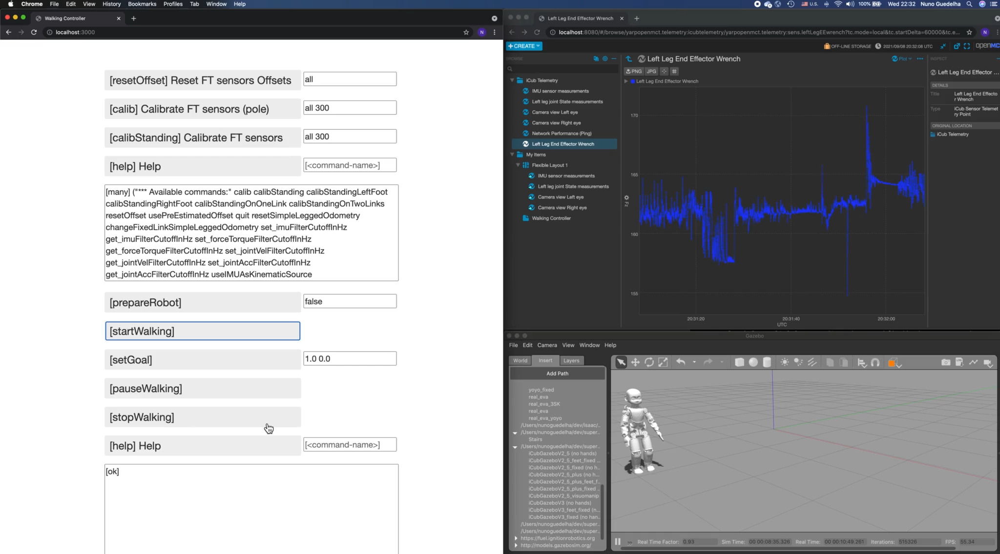 Chrome File Edit View History Bookmarks Profiles Tab Window Help
U.S. 100% Wed 22:32 Nuno Guedelha
Walking Controller
localhost:3000
N
[resetOffset] Reset FT sensors Offsets
all
[calib] Calibrate FT sensors (pole)
all 300
[calibStanding] Calibrate FT sensors
all 300
[help] Help
[<command-name>]
[many] ("*** Available commands:" calib calibStanding calibStandingLeftFoot
calibStandingRightFoot calibStandingOnOneLink calibStandingOnTwoLinks
resetOffset usePreEstimatedOffset quit resetSimpleLeggedOdometry
changeFixedLinkSimpleLeggedOdometry set_imuFilterCutoffInHz
get_imuFilterCutoffInHz set_forceTorqueFilterCutoffInHz
get_forceTorqueFilterCutoffInHz set_jointVelFilterCutoffInHz
get_jointVelFilterCutoffInHz set_jointAccFilterCutoffInHz
get_jointAccFilterCutoffInHz useIMUAsKinematicSource
[prepareRobot]
false
[startWalking]
[setGoal]
1.0 0.0
[pauseWalking]
[stopWalking]
[help] Help
[<command-name>]
[ok]
Left Leg End Effector Wrench
localhost:8080/#/browse/yarpopenmct.telemetry:icubtelemetry/yarpopenmct.telemetry:sens.leftLegEEwrench?tc.mode=local&tc.startDelta=60000&tc.e...
N
CREATE
OFF-LINE STORAGE
2021/09/08 20:32:08 UTC
openMC
BROWSE
iCub Telemetry
IMU sensor measurements
Left leg joint State measurements
Camera view Left eye
Camera view Right eye
Network Performance (Ping)
Left Leg End Effector Wrench
My Items
Flexible Layout 1
IMU sensor measurements
Left leg joint State measurements
Camera view Left eye
Camera view Right eye
Walking Controller
Left Leg End Effector Wrench
Plot
PNG JPG
Left Leg End Effector Wrench
170
165
160
155
Fz
20:31:20 20:31:40 20:32:00
UTC
INSPECT
Left Leg End Effector ...
DETAILS
Title Left Leg End Effecto
r Wrench
Type iCub Sensor Telemet
ry Point
ORIGINAL LOCATION
iCub Telemetry
Gazebo
File Edit Camera View Window Help
World Insert Layers
Add Path
yoyo_fixed
real_eva
real_eva_3SK
real_eva
real_eva_yoyo
/Users/nunoguedelha/dev/isaac/..
/Users/nunoguedelha/dev/super..
Stairs
/Users/nunoguedelha/dev/super..
iCubGazeboV2_5 (no hands)
iCubGazeboV2_5_feet_fixed ...
iCubGazeboV2_5_fixed (no h..
iCubGazeboV2_5_plus (no h...
iCubGazeboV2_5_plus_feet_f..
iCubGazeboV2_5_plus_fixed ..
iCubGazeboV2_5_visuomanip
iCubGazeboV3 (no hands)
iCubGazeboV3_feet_fixed (n...
iCubGazeboV3_fixed (no han..
/Users/nunoguedelha/dev/super..
/Users/nunoguedelha/dev/super..
https://fuel.ignitionrobotics.org
http://models.gazebosim.org/
LOG
Real Time Factor: 0.93 Sim Time: 00 00:08:35.326 Real Time: 00 00:10:49.261 Iterations: 515326 FPS: 55.34